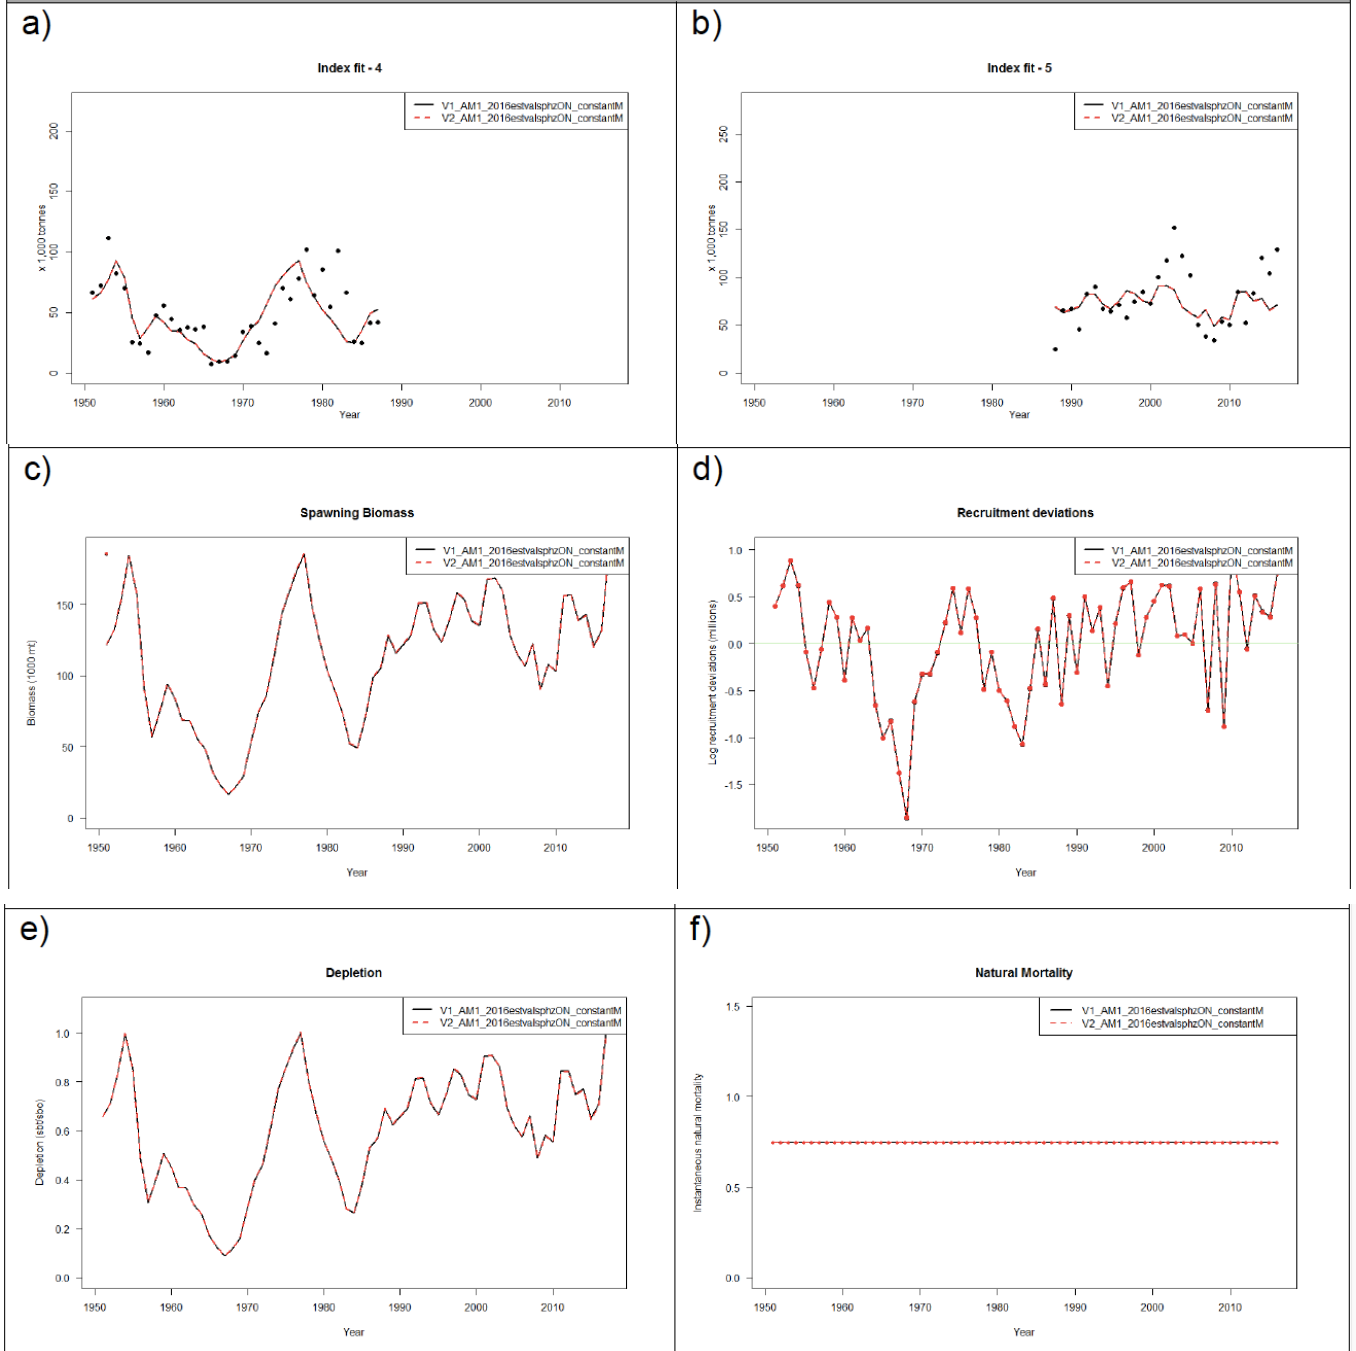 a)
Index fit - 4
V1_AM1_2016estvalsphzON_constantM
V2_AM1_2016estvalsphzON_constantM
x 1,000 tonnes
200
150
100
50
0
1950 1960 1970 1980 1990 2000 2010
Year
b)
Index fit - 5
V1_AM1_2016estvalsphzON_constantM
V2_AM1_2016estvalsphzON_constantM
x 1,000 tonnes
250
200
150
100
50
0
1950 1960 1970 1980 1990 2000 2010
Year
c)
Spawning Biomass
V1_AM1_2016estvalsphzON_constantM
V2_AM1_2016estvalsphzON_constantM
Biomass (1000 mt)
150
100
50
0
1950 1960 1970 1980 1990 2000 2010
Year
d)
Recruitment deviations
V1_AM1_2016estvalsphzON_constantM
V2_AM1_2016estvalsphzON_constantM
Log recruitment deviations (millions)
1.0
0.5
0.0
-0.5
-1.0
-1.5
1950 1960 1970 1980 1990 2000 2010
Year
e)
Depletion
V1_AM1_2016estvalsphzON_constantM
V2_AM1_2016estvalsphzON_constantM
Depletion (sbt/sbo)
1.0
0.8
0.6
0.4
0.2
0.0
1950 1960 1970 1980 1990 2000 2010
Year
f)
Natural Mortality
V1_AM1_2016estvalsphzON_constantM
V2_AM1_2016estvalsphzON_constantM
Instantaneous natural mortality
1.5
1.0
0.5
0.0
1950 1960 1970 1980 1990 2000 2010
Year